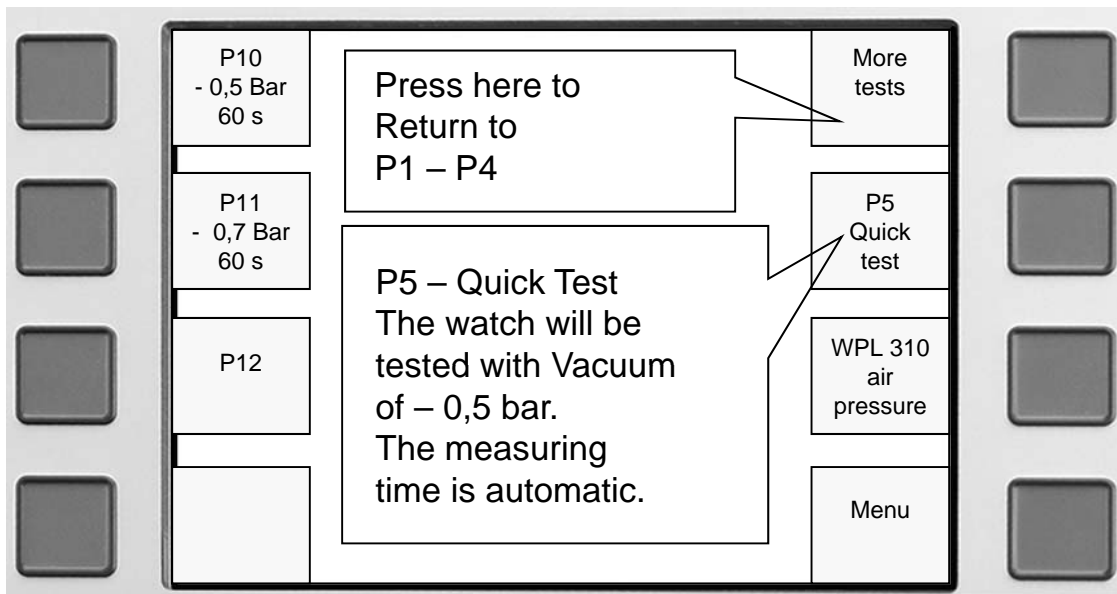 P10
- 0,5 Bar
60 s
P11
- 0,7 Bar
60 s
P12
Press here to
Return to
P1 – P4
P5 – Quick Test
The watch will be
tested with Vacuum
of – 0,5 bar.
The measuring
time is automatic.
More
tests
P5
Quick
test
WPL 310
air
pressure
Menu